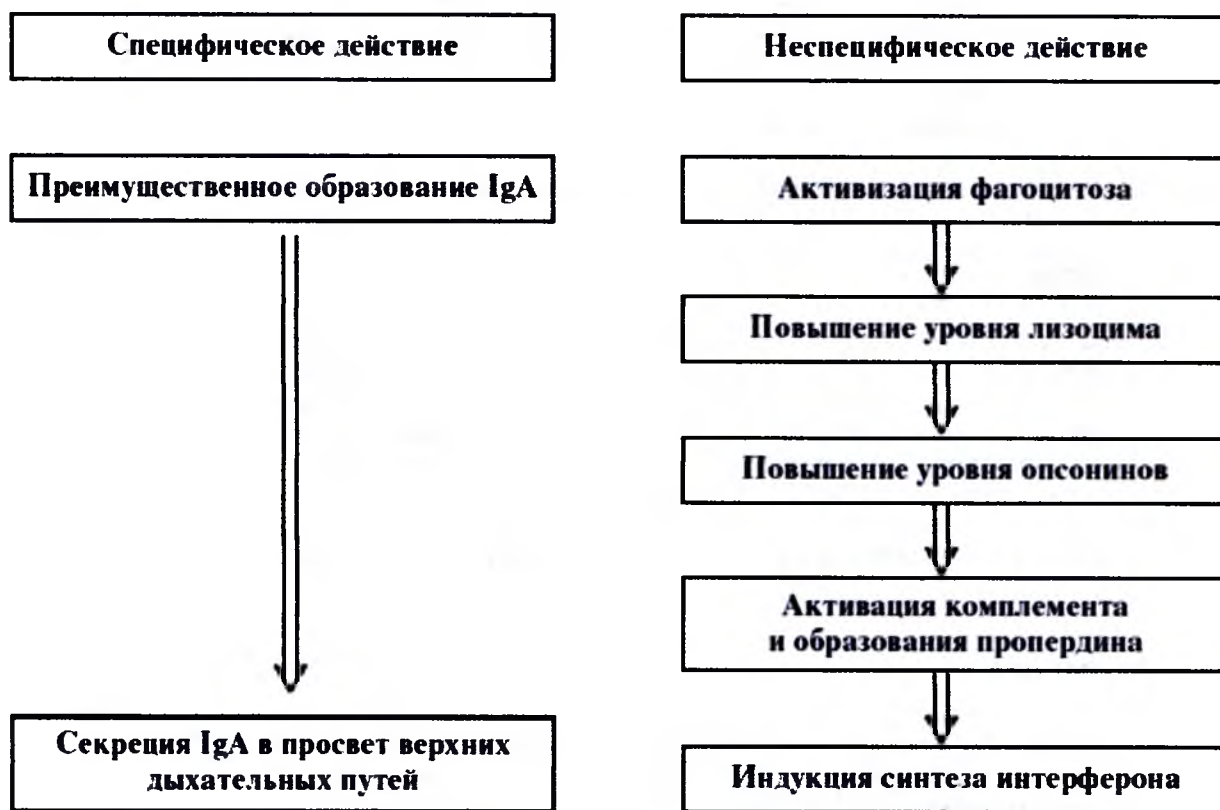 Специфическое действие
Преимущественное образование IgA
Секреция IgA в просвет верхних
дыхательных путей
Неспецифическое действие
Активизация фагоцитоза
Повышение уровня лизоцима
Повышение уровня опсонинов
Активация комплемента
и образования пропердина
Индукция синтеза интерферона